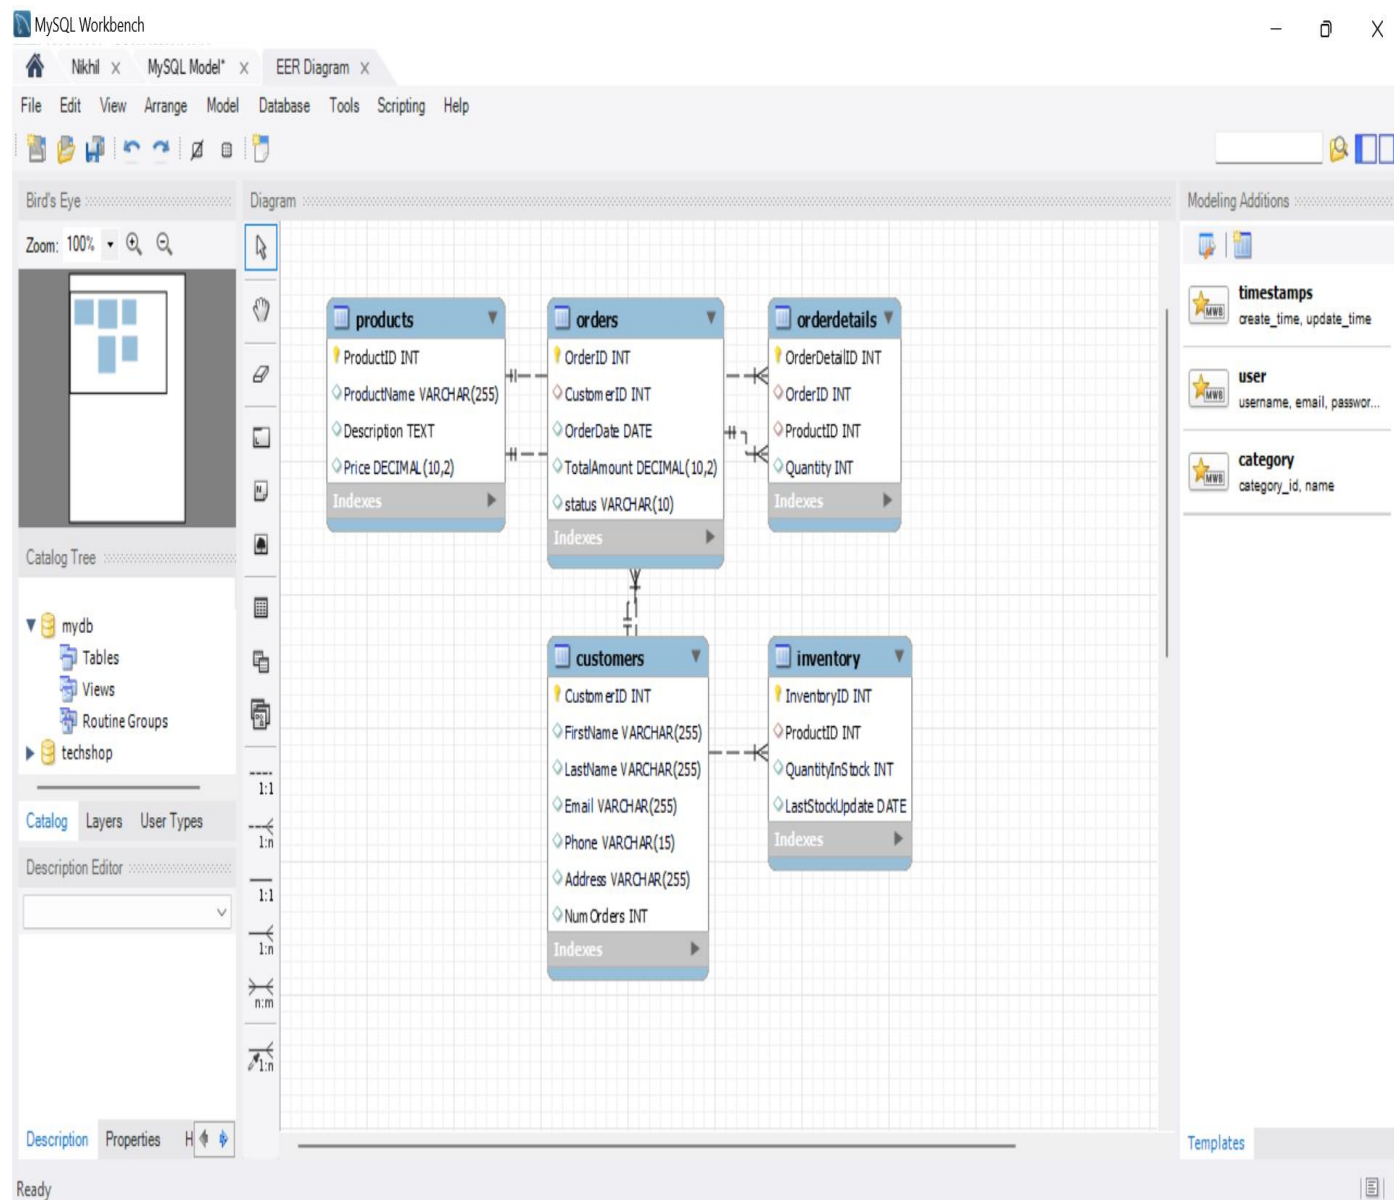 MySQL Workbench
Nikhil
MySQL Model*
EER Diagram
File Edit View Arrange Model Database Tools Scripting Help
Bird's Eye
Zoom: 100%
Diagram
products
ProductID INT
ProductName VARCHAR(255)
Description TEXT
Price DECIMAL(10,2)
Indexes
orders
OrderID INT
CustomerID INT
OrderDate DATE
TotalAmount DECIMAL(10,2)
status VARCHAR(10)
Indexes
orderdetails
OrderDetailID INT
OrderID INT
ProductID INT
Quantity INT
Indexes
customers
CustomerID INT
FirstName VARCHAR(255)
LastName VARCHAR(255)
Email VARCHAR(255)
Phone VARCHAR(15)
Address VARCHAR(255)
NumOrders INT
Indexes
inventory
InventoryID INT
ProductID INT
QuantityInStock INT
LastStockUpdate DATE
Indexes
Modeling Additions
MWB
timestamps
create_time, update_time
MWB
user
username, email, passwor...
MWB
category
category_id, name
Templates
Catalog Tree
mydb
Tables
Views
Routine Groups
techshop
Catalog Layers User Types
Description Editor
Description Properties H
1:1
1:n
1:1
1:n
n:m
1:n
Ready